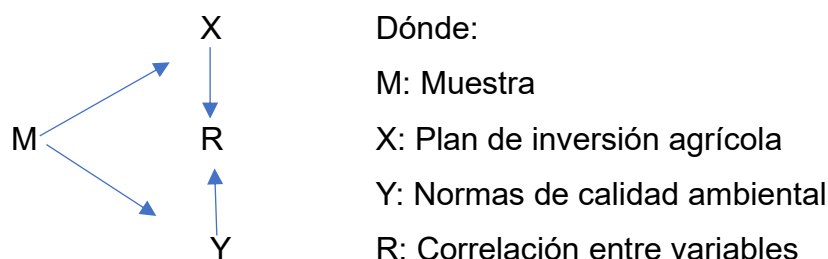 X Dónde:
M: Muestra
M R X: Plan de inversión agrícola
Y: Normas de calidad ambiental
Y R: Correlación entre variables